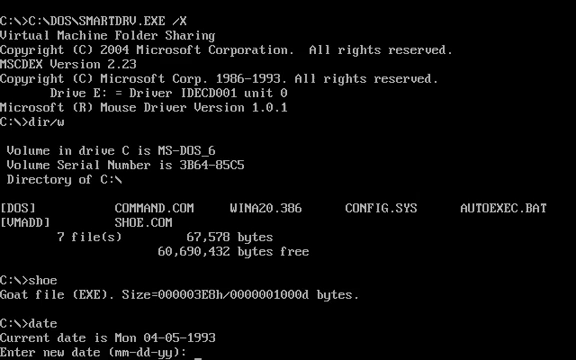 C:\>C:\DOS\SMARTDRV.EXE /X
Virtual Machine Folder Sharing
Copyright (C) 2004 Microsoft Corporation.  All rights reserved.
MSCDEX Version 2.23
Copyright (C) Microsoft Corp. 1986-1993. All rights reserved.
        Drive E: = Driver IDECD001 unit 0
Microsoft (R) Mouse Driver Version 1.0.1
C:\>dir/w
 Volume in drive C is MS-DOS_6
 Volume Serial Number is 3B64-85C5
 Directory of C:\
[DOS]           COMMAND.COM     WINA20.386      CONFIG.SYS      AUTOEXEC.BAT
[VMADD]         SHOE.COM
        7 file(s)         67,578 bytes
                      60,690,432 bytes free
C:\>shoe
Goat file (EXE). Size=000003E8h/0000001000d bytes.
C:\>date
Current date is Mon 04-05-1993
Enter new date (mm-dd-yy): _